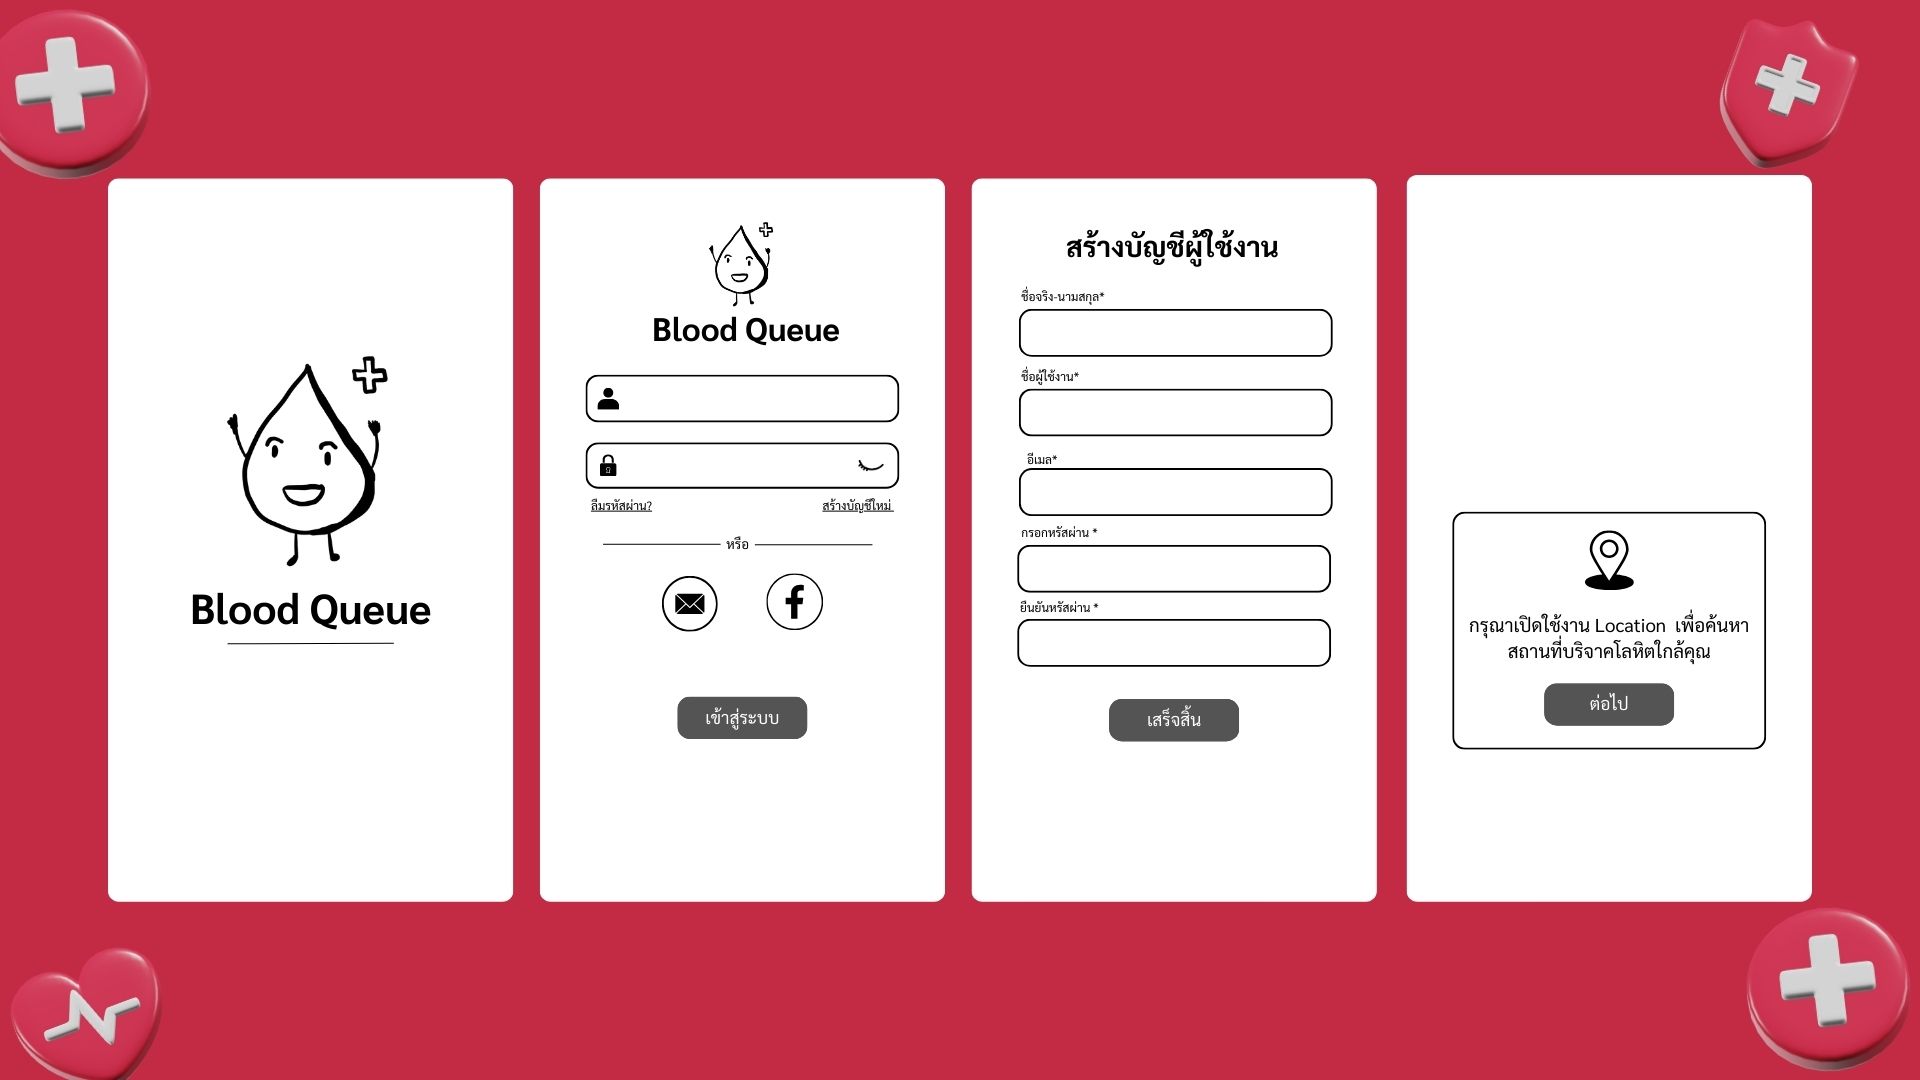 Blood Queue
Blood Queue
ลืมรหัสผ่าน?
สร้างบัญชีใหม่
หรือ
เข้าสู่ระบบ
สร้างบัญชีผู้ใช้งาน
ชื่อจริง-นามสกุล*
ชื่อผู้ใช้งาน*
อีเมล*
กรอกหรัสผ่าน *
ยืนยันหรัสผ่าน *
เสร็จสิ้น
กรุณาเปิดใช้งาน Location เพื่อค้นหา
สถานที่บริจาคโลหิตใกล้คุณ
ต่อไป